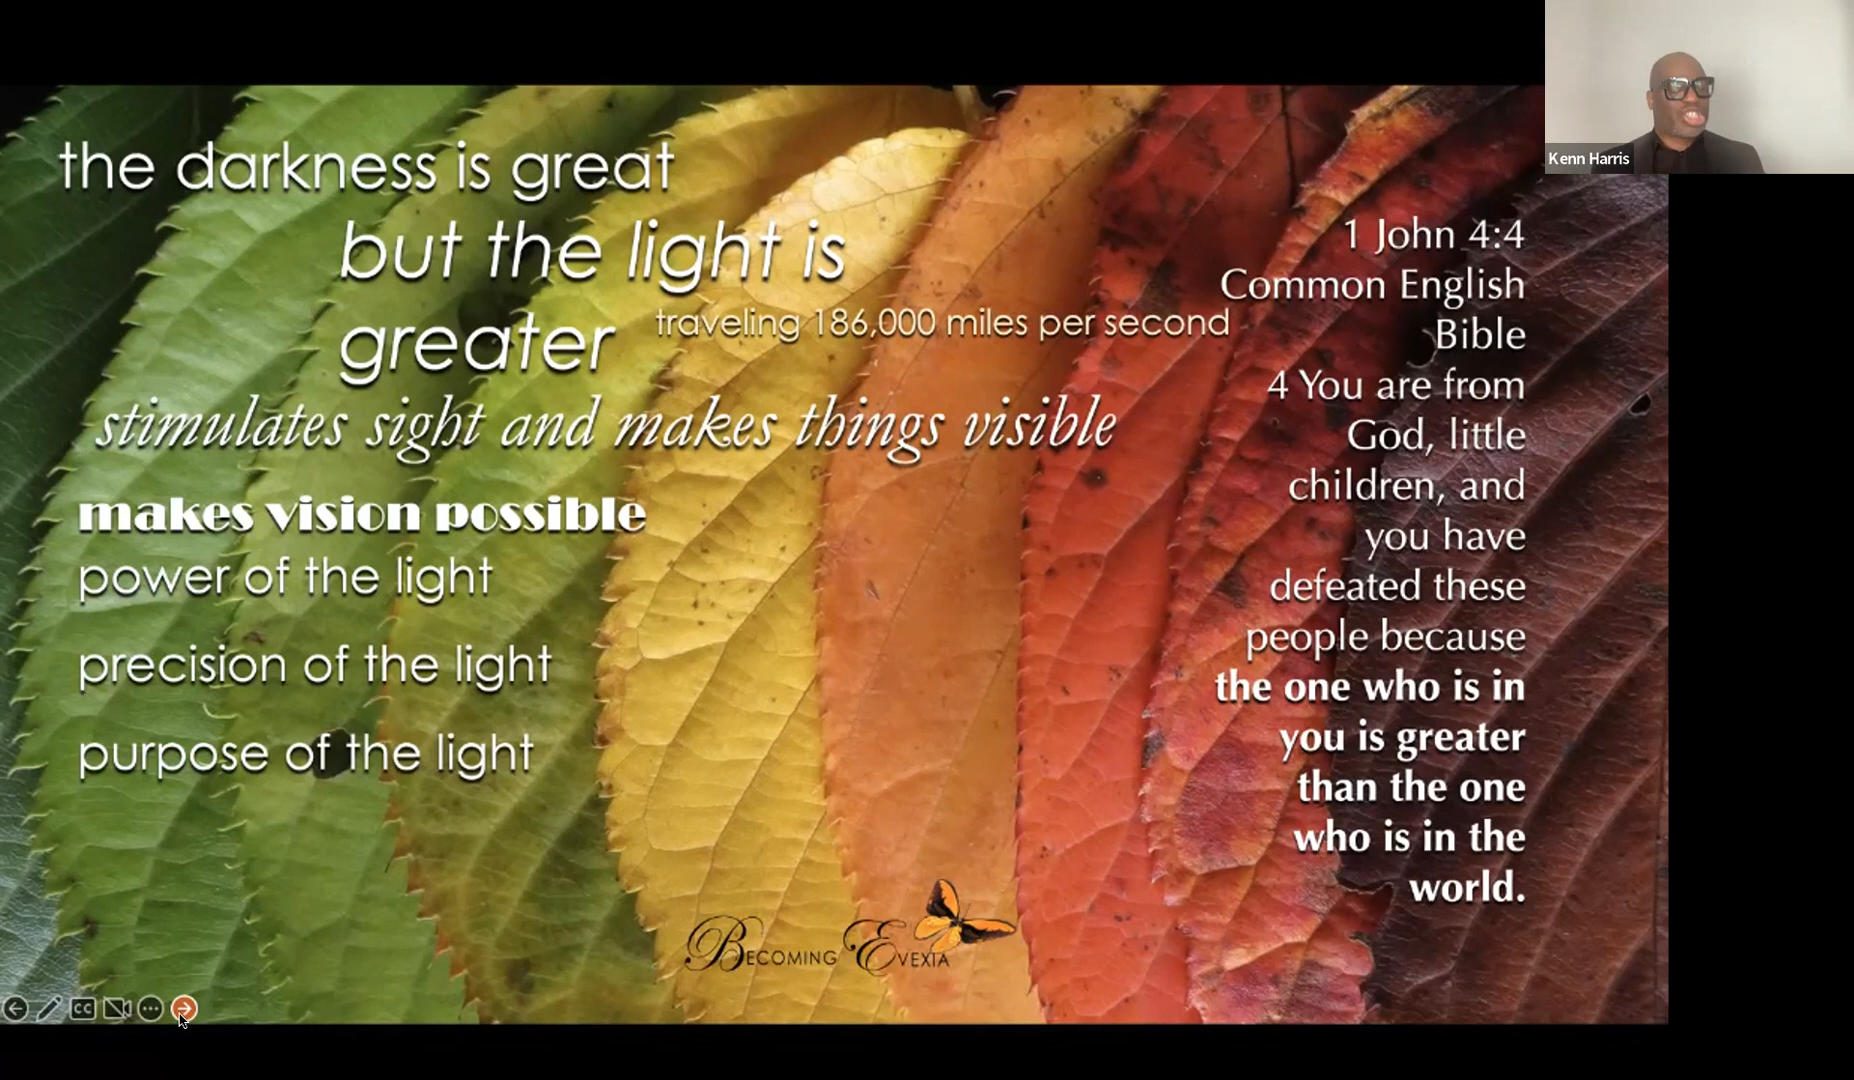 the darkness is great
but the light is
greater
traveling 186,000 miles per second
stimulates sight and makes things visible
makes vision possible
power of the light
precision of the light
purpose of the light
1 John 4:4
Common English
Bible
4 You are from
God, little
children, and
you have
defeated these
people because
the one who is in
you is greater
than the one
who is in the
world.
Becoming Evexia
Kenn Harris
CC